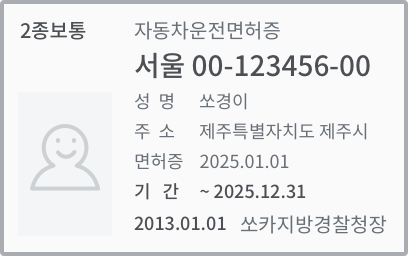 2종보통
자동차운전면허증
서울 00-123456-00
성 명 쏘경이
주 소 제주특별자치도 제주시
면허증 2025.01.01
기 간 ~ 2025.12.31
2013.01.01 쏘카지방경찰청장